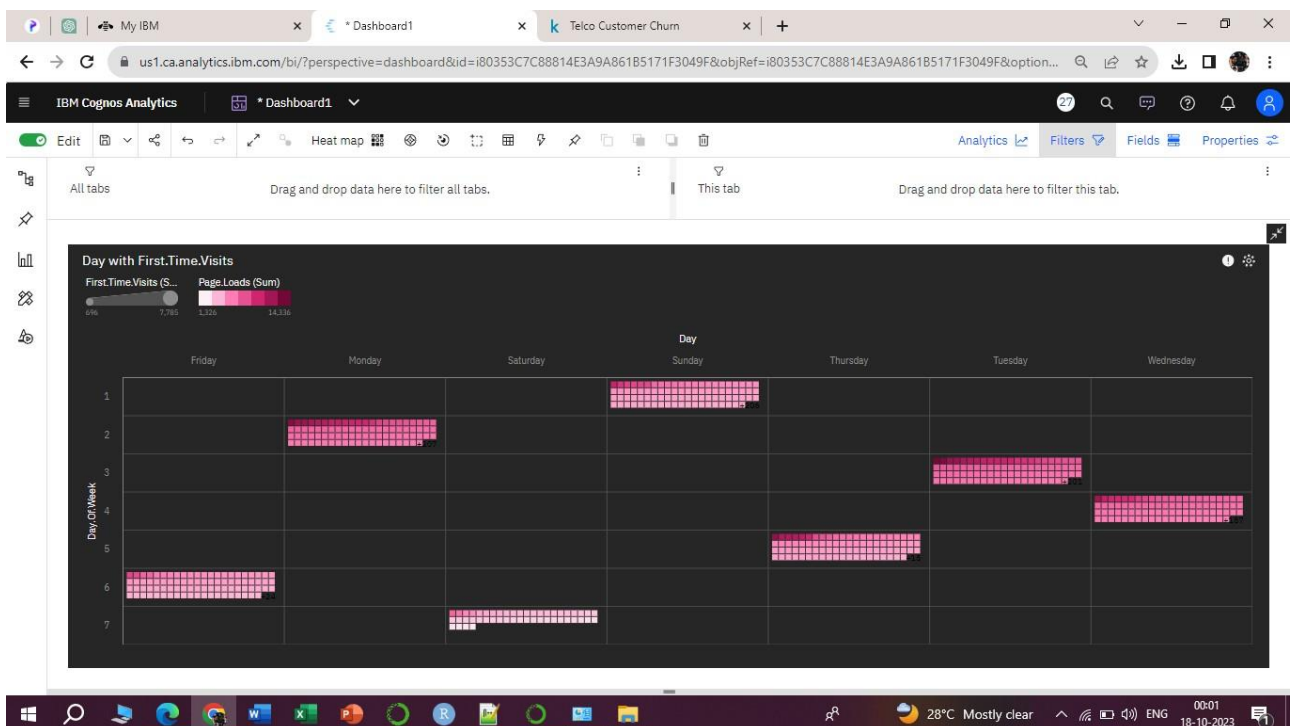 My IBM
* Dashboard1
Telco Customer Churn
us1.ca.analytics.ibm.com/bi/?perspective=dashboard&id=i80353C7C88814E3A9A861B5171F3049F&objRef=i80353C7C88814E3A9A861B5171F3049F&option...
IBM Cognos Analytics
* Dashboard1
27
Edit
Heat map
Analytics
Filters
Fields
Properties
All tabs
Drag and drop data here to filter all tabs.
This tab
Drag and drop data here to filter this tab.
Day with First.Time.Visits
First.Time.Visits (S...
Page.Loads (Sum)
696
7,785
1,326
14,336
Day
Friday
Monday
Saturday
Sunday
Thursday
Tuesday
Wednesday
Day.Of.Week
1
2
3
4
5
6
7
28°C Mostly clear
ENG
00:01
18-10-2023